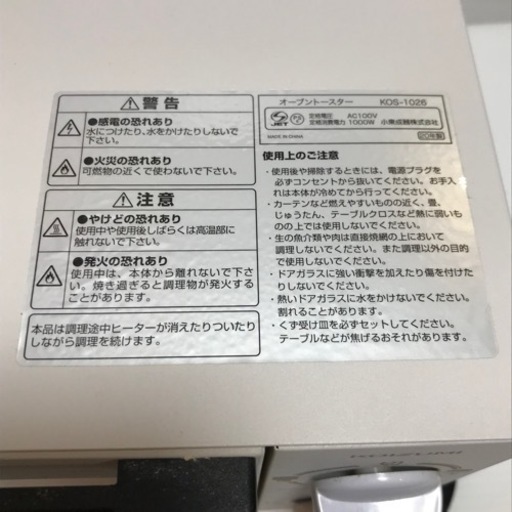 警告
●感電の恐れあり
水につけたり、水をかけたりしないで
下さい。
●火災の恐れあり
可燃物の近くで使わないで下さい。
注意
●やけどの恐れあり
使用中や使用後しばらくは高温部に
触れないで下さい。
●発火の恐れあり
使用中は、本体から離れないで下さ
い。焼き過ぎると調理物が発火する
ことがあります。
本品は調理途中ヒーターが消えたりついたり
しながら調理を続けます。
オーブントースター KOS-1026
定格電圧 AC100V
定格消費電力 1000W 小泉成器株式会社
JET
MADE IN CHINA
使用上のご注意
・使用後や掃除するときには、電源プラグを
必ずコンセントから抜いてください。お手入
れは本体が冷めてから行ってください。
・カーテンなど燃えやすいものの近く、畳、
じゅうたん、テーブルクロスなど熱に弱いも
のの上では使用しないでください。
・生の魚介類や肉は直接焼網の上において
調理しないでください。また調理以外の目的
で使用しないでください。
・ドアガラスに強い衝撃を加えたり傷を付けた
りしないでください。
・熱いドアガラスに水をかけないでください。
割れることがあります。
・くず受け皿を必ずセットしてください。
テーブルなどが焦げるおそれがあります。
KOIZUMI